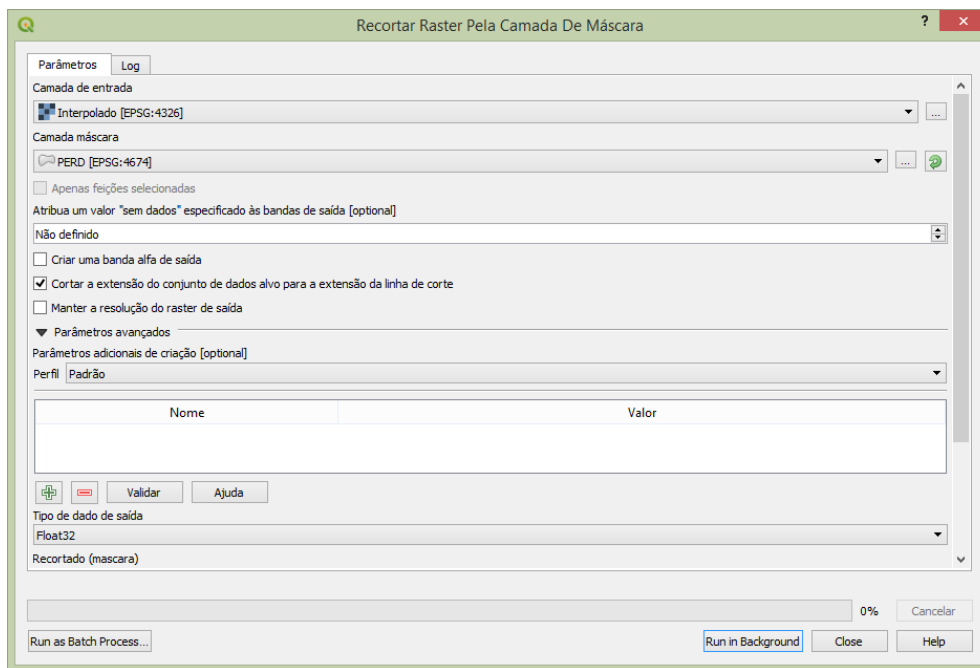 Recortar Raster Pela Camada De Máscara
Parâmetros
Log
Camada de entrada
Interpolado [EPSG:4326]
...
Camada máscara
PERD [EPSG:4674]
...
Apenas feições selecionadas
Atribua um valor "sem dados" especificado às bandas de saída [optional]
Não definido
Criar uma banda alfa de saída
Cortar a extensão do conjunto de dados alvo para a extensão da linha de corte
Manter a resolução do raster de saída
Parâmetros avançados
Parâmetros adicionais de criação [optional]
Perfil Padrão
Nome Valor
Validar Ajuda
Tipo de dado de saída
Float32
Recortado (mascara)
0% Cancelar
Run as Batch Process... Run in Background Close Help